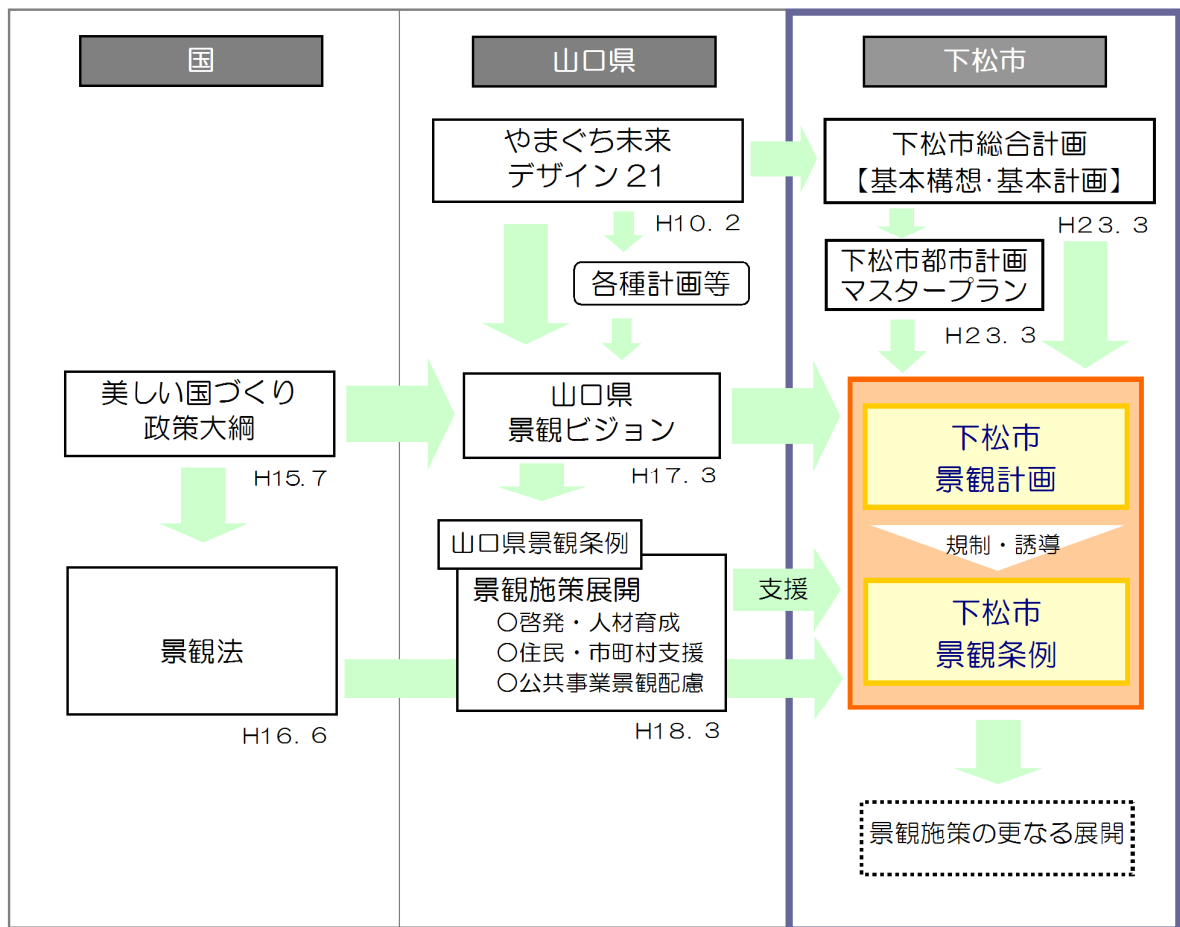 国
美しい国づくり
政策大綱
H15.7
景観法
H16.6
山口県
やまぐち未来
デザイン21
H10.2
各種計画等
山口県
景観ビジョン
H17.3
山口県景観条例
景観施策展開
○啓発・人材育成
○住民・市町村支援
○公共事業景観配慮
H18.3
支援
下松市
下松市総合計画
【基本構想・基本計画】
H23.3
下松市都市計画
マスタープラン
H23.3
下松市
景観計画
規制・誘導
下松市
景観条例
景観施策の更なる展開